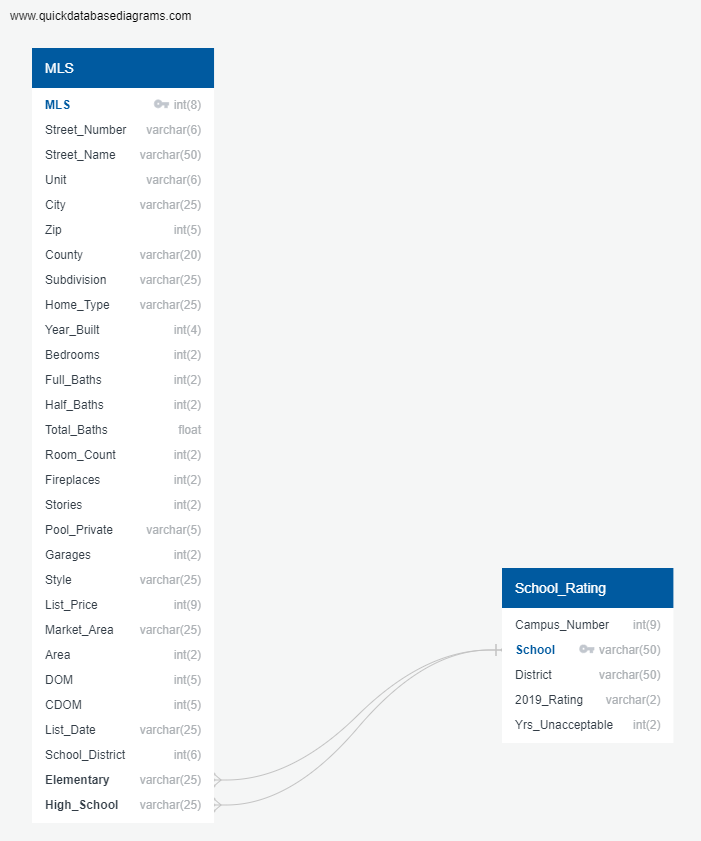 www.quickdatabasediagrams.com
MLS
MLS int(8)
Street_Number varchar(6)
Street_Name varchar(50)
Unit varchar(6)
City varchar(25)
Zip int(5)
County varchar(20)
Subdivision varchar(25)
Home_Type varchar(25)
Year_Built int(4)
Bedrooms int(2)
Full_Baths int(2)
Half_Baths int(2)
Total_Baths float
Room_Count int(2)
Fireplaces int(2)
Stories int(2)
Pool_Private varchar(5)
Garages int(2)
Style varchar(25)
List_Price int(9)
Market_Area varchar(25)
Area int(2)
DOM int(5)
CDOM int(5)
List_Date varchar(25)
School_District int(6)
Elementary varchar(25)
High_School varchar(25)
School_Rating
Campus_Number int(9)
School varchar(50)
District varchar(50)
2019_Rating varchar(2)
Yrs_Unacceptable int(2)